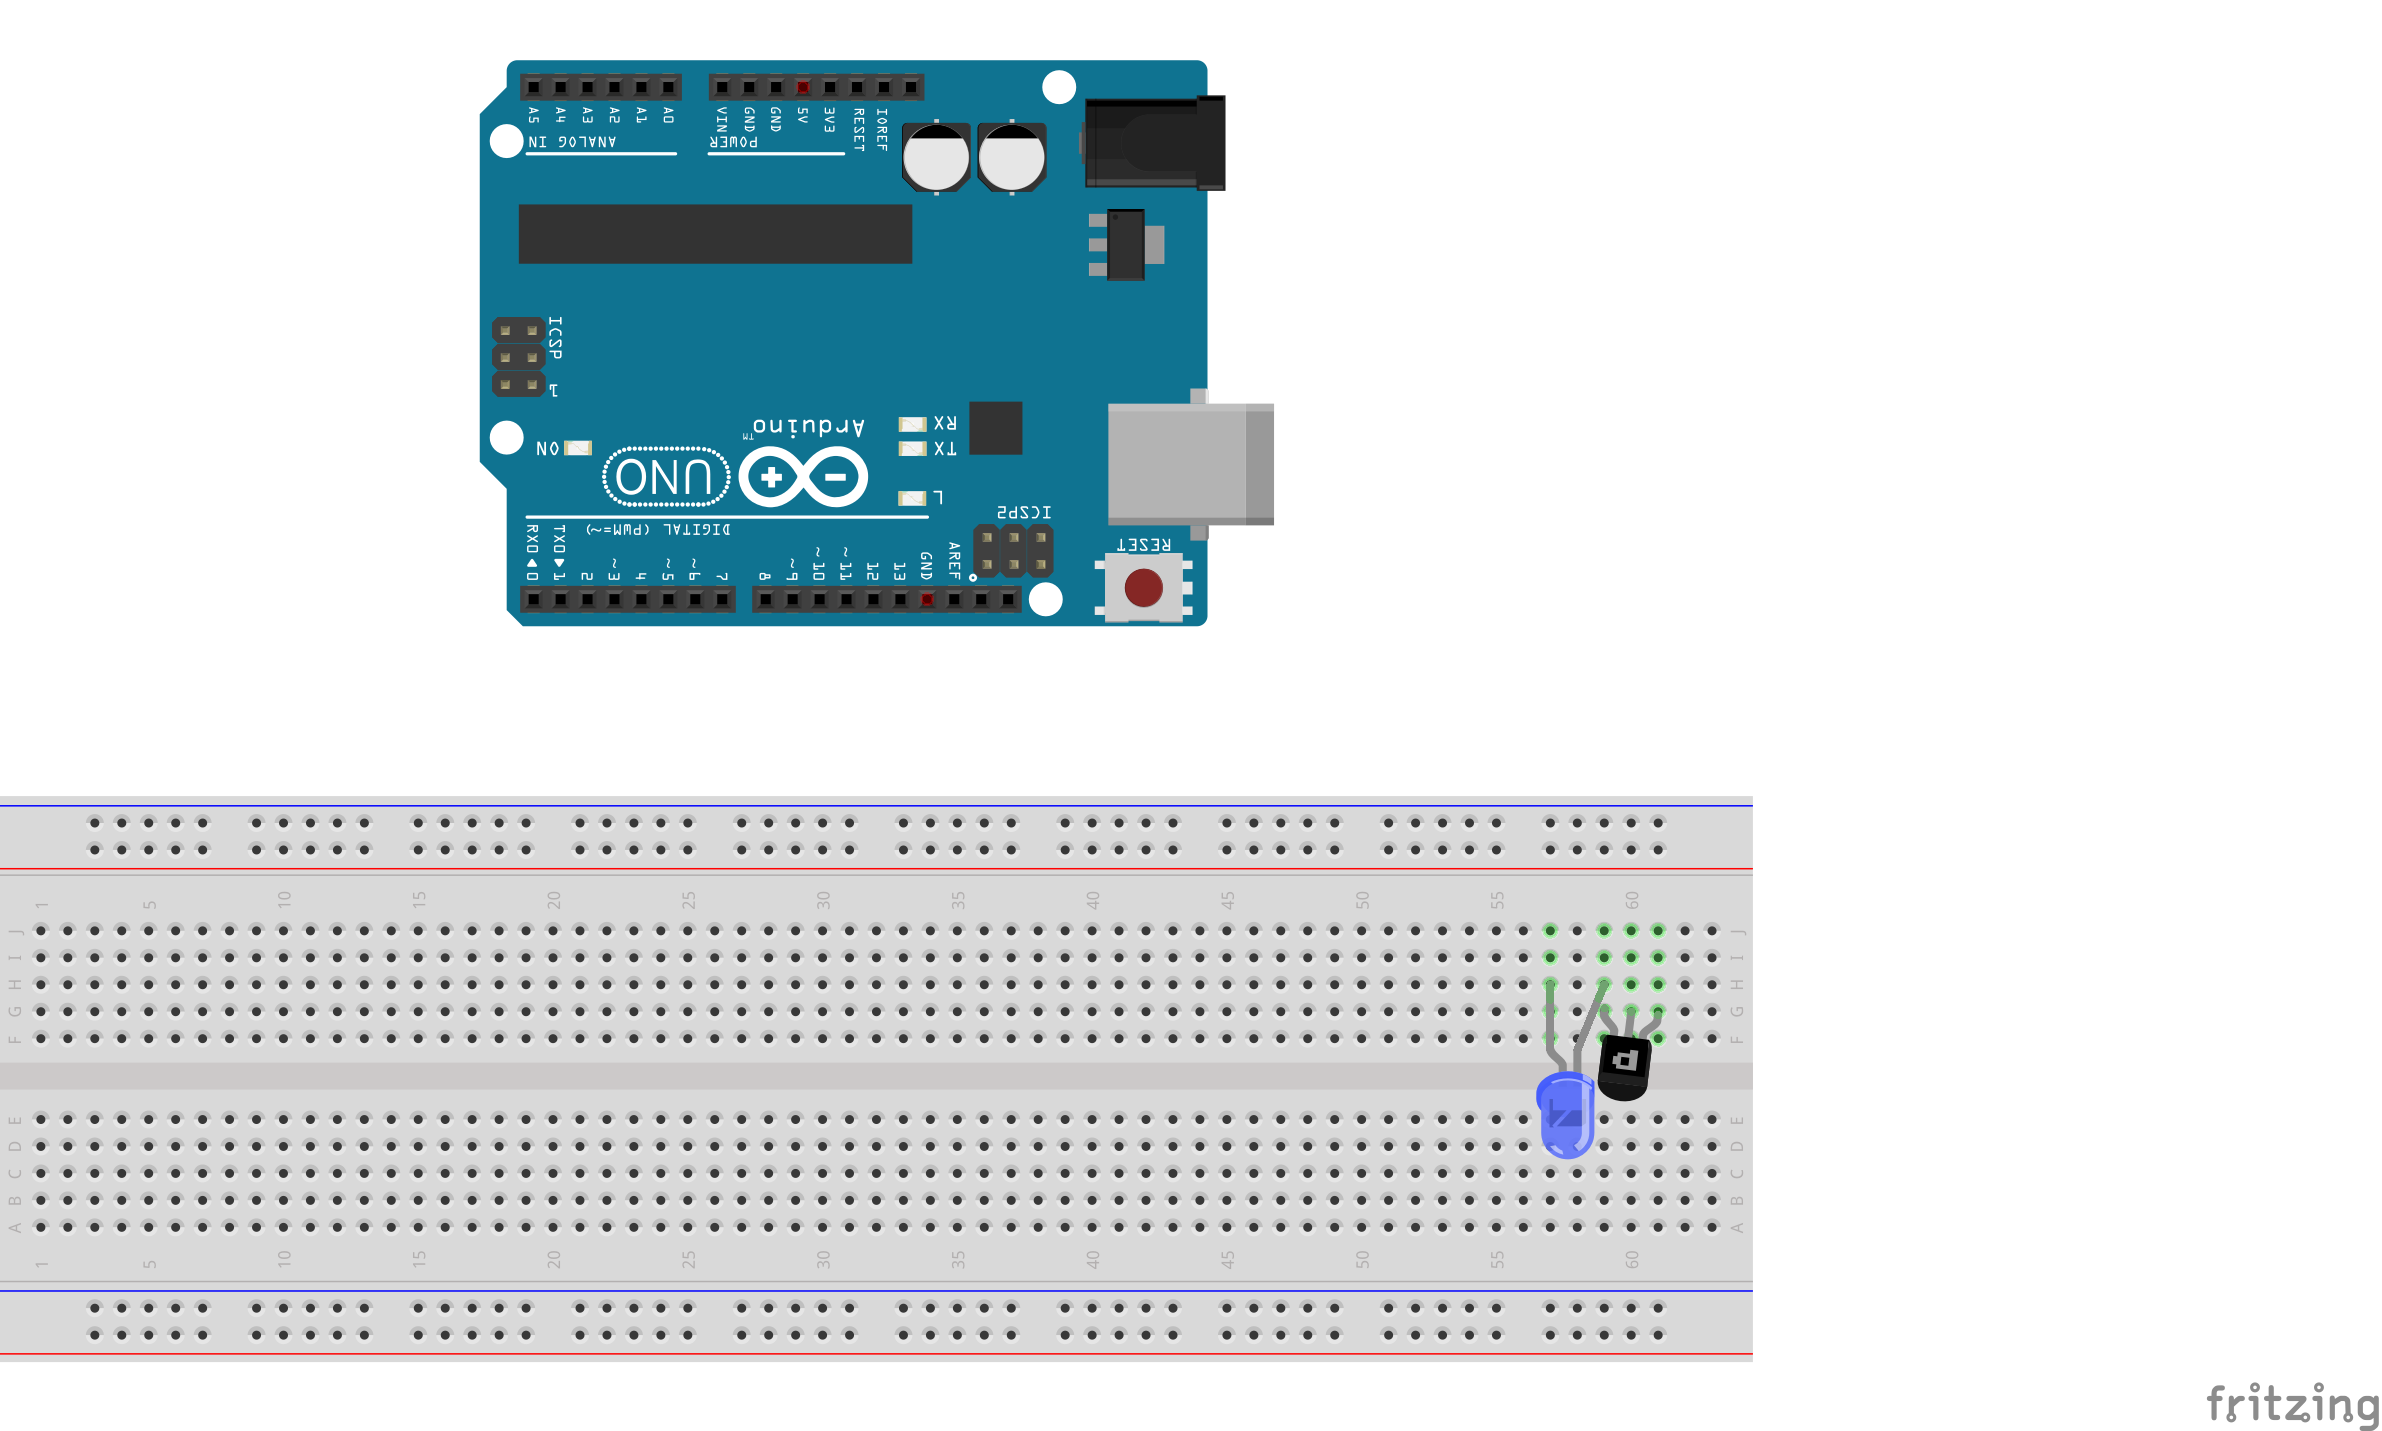 A5 A4 A3 A2 A1 A0 VIN GND GND 5V 3V3 RESET IOREF
ANALOG IN POWER
ICSP
1
ON
Arduino
TM
UNO
RX
TX
L
ICSP2
RESET
DIGITAL (PWM=~)
RX0 TX0
0 1 2 ~3 4 ~5 ~6 7 8 ~9 ~10 ~11 12 13 GND AREF
1 5 10 15 20 25 30 35 40 45 50 55 60
J J
I I
H H
G G
F F
E E
D D
C C
B B
A A
1 5 10 15 20 25 30 35 40 45 50 55 60
fritzing